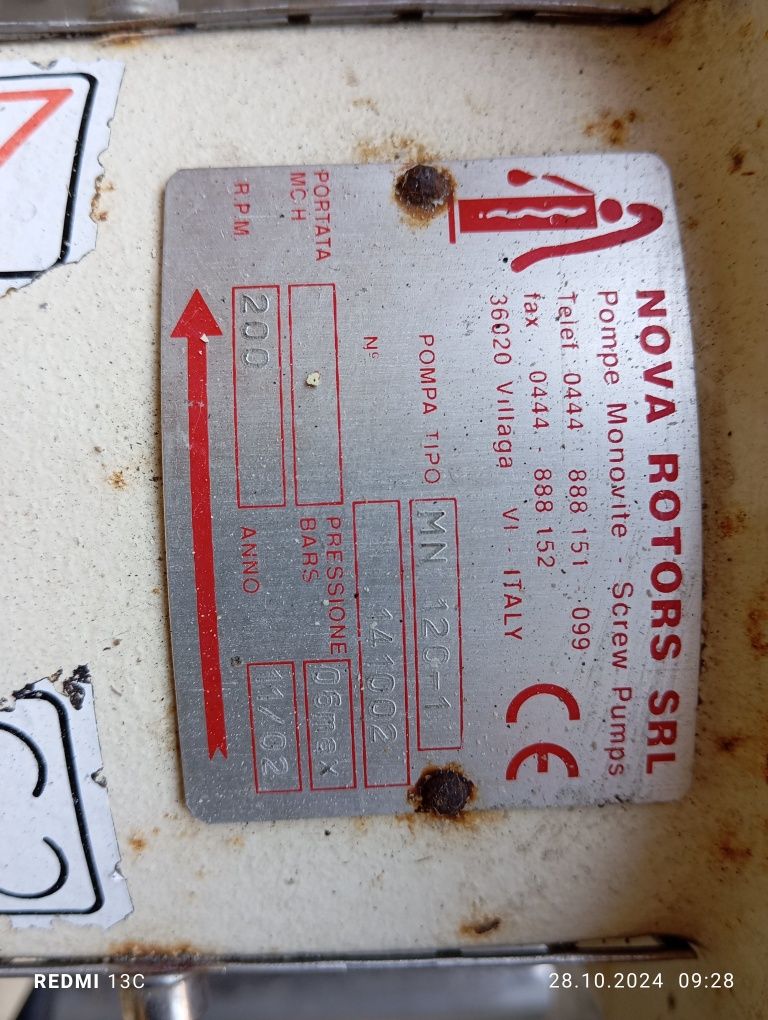 NOVA ROTORS SRL
Pompe Monovite - Screw Pumps
Telef. 0444 - 888 151 - 099
fax . 0444 - 888 152
36020 Villaga VI - ITALY
CE
POMPA TIPO MN 120-1
N° 141002
PORTATA
MC\H
PRESSIONE
BARS 06max
R.P.M. 200
ANNO 11/02
REDMI 13C
28.10.2024 09:28